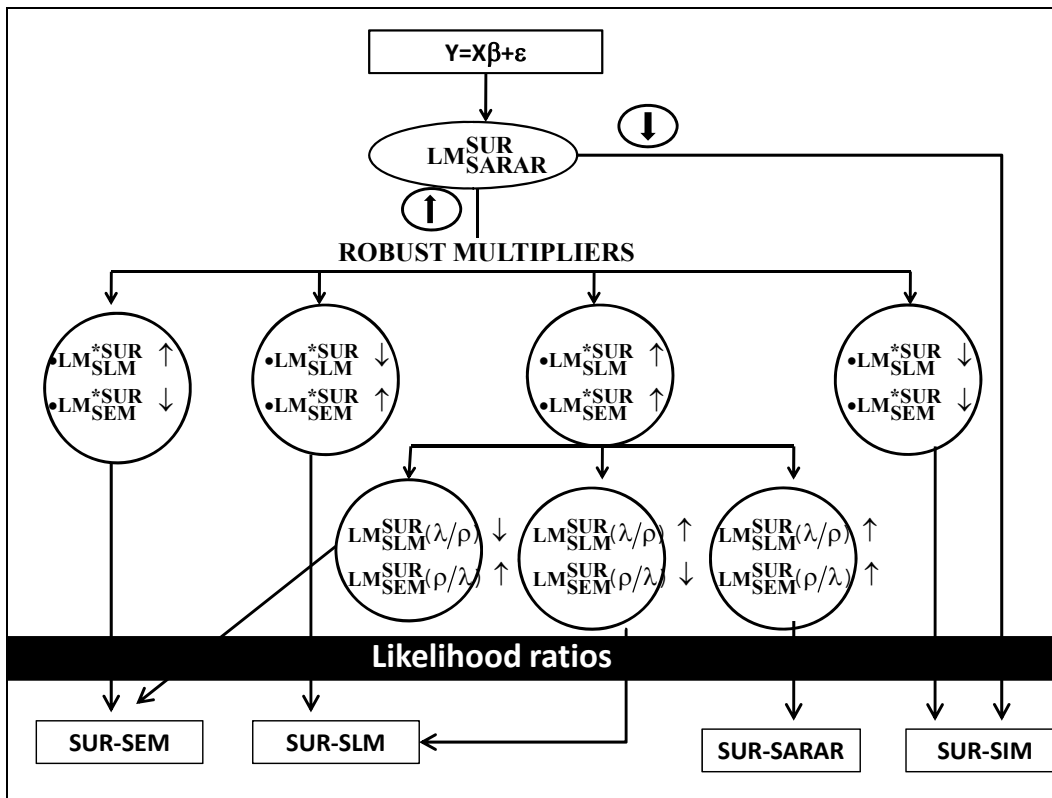 Y=Xβ+ε
LM SUR SARAR
ROBUST MULTIPLIERS
•LM *SUR SLM ↑
•LM *SUR SEM ↓
•LM *SUR SLM ↓
•LM *SUR SEM ↑
•LM *SUR SLM ↑
•LM *SUR SEM ↑
•LM *SUR SLM ↓
•LM *SUR SEM ↓
LM SUR SLM (λ/ρ) ↓
LM SUR SEM (ρ/λ) ↑
LM SUR SLM (λ/ρ) ↑
LM SUR SEM (ρ/λ) ↓
LM SUR SLM (λ/ρ) ↑
LM SUR SEM (ρ/λ) ↑
Likelihood ratios
SUR-SEM
SUR-SLM
SUR-SARAR
SUR-SIM